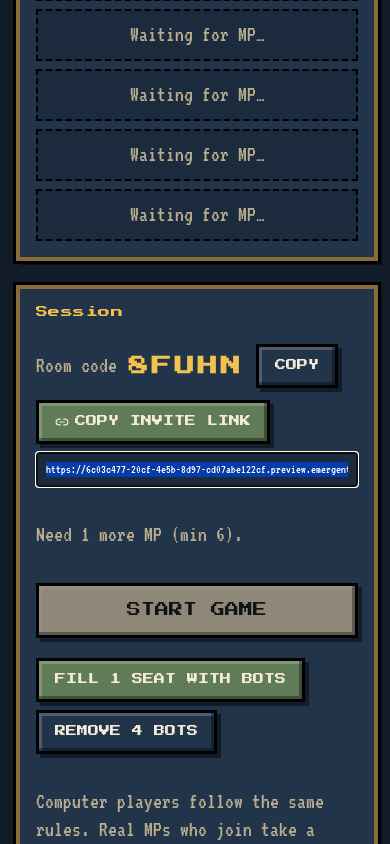 Waiting for MP…
Waiting for MP…
Waiting for MP…
Waiting for MP…
Session
Room code 8FUHN COPY
COPY INVITE LINK
https://6c03c477-20cf-4e5b-8d97-cd07abe122cf.preview.emergent
Need 1 more MP (min 6).
START GAME
FILL 1 SEAT WITH BOTS
REMOVE 4 BOTS
Computer players follow the same
rules. Real MPs who join take a